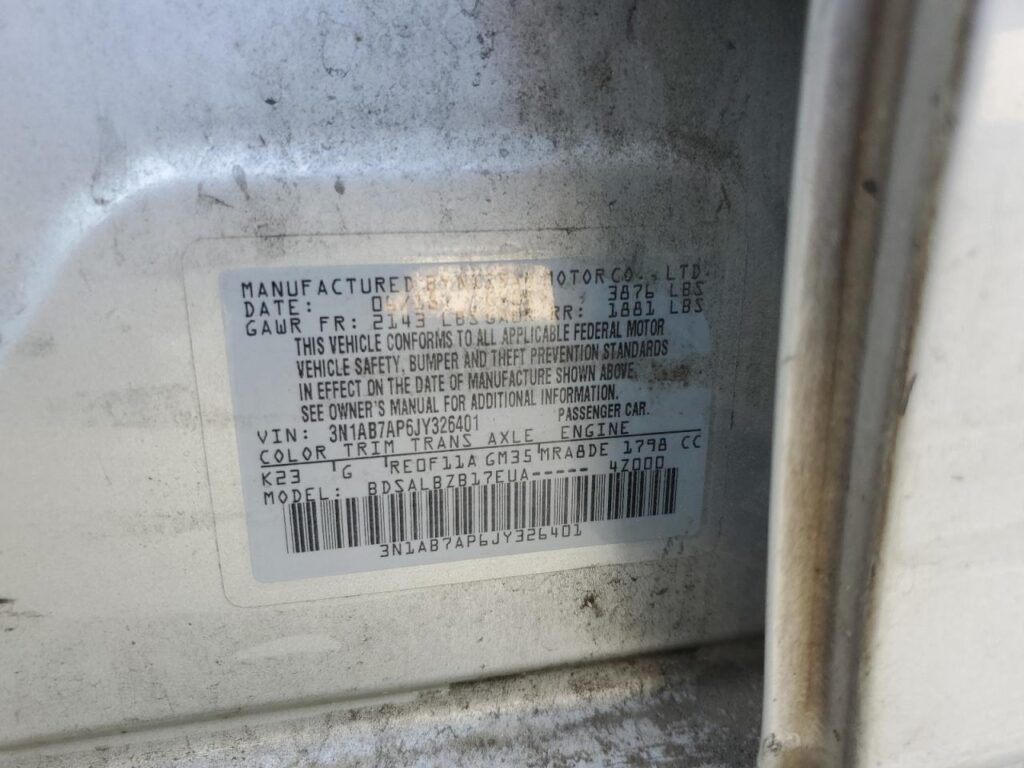 MANUFACTURED BY NISSAN MOTOR CO., LTD.
DATE: 3876 LBS
GAWR FR: 2143 LBS GAWR RR: 1881 LBS
THIS VEHICLE CONFORMS TO ALL APPLICABLE FEDERAL MOTOR
VEHICLE SAFETY, BUMPER AND THEFT PREVENTION STANDARDS
IN EFFECT ON THE DATE OF MANUFACTURE SHOWN ABOVE.
SEE OWNER'S MANUAL FOR ADDITIONAL INFORMATION.
PASSENGER CAR.
VIN: 3N1AB7AP6JY326401
COLOR TRIM TRANS AXLE ENGINE
K23 G RE0F11A GM35 MRA8DE 1798 CC
MODEL: BDSALBZB17EUA----- 4Z000
3N1AB7AP6JY326401